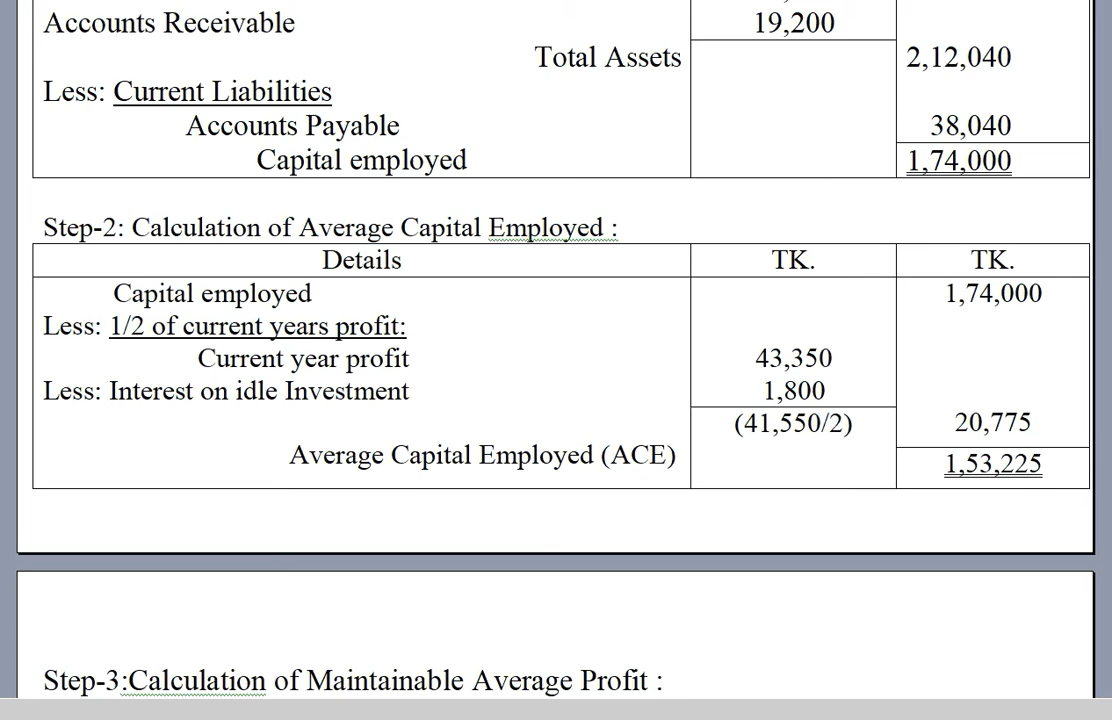 Accounts Receivable 19,200
Total Assets 2,12,040
Less: Current Liabilities
Accounts Payable 38,040
Capital employed 1,74,000
Step-2: Calculation of Average Capital Employed :
Details TK. TK.
Capital employed 1,74,000
Less: 1/2 of current years profit:
Current year profit 43,350
Less: Interest on idle Investment 1,800
(41,550/2) 20,775
Average Capital Employed (ACE) 1,53,225
Step-3:Calculation of Maintainable Average Profit :